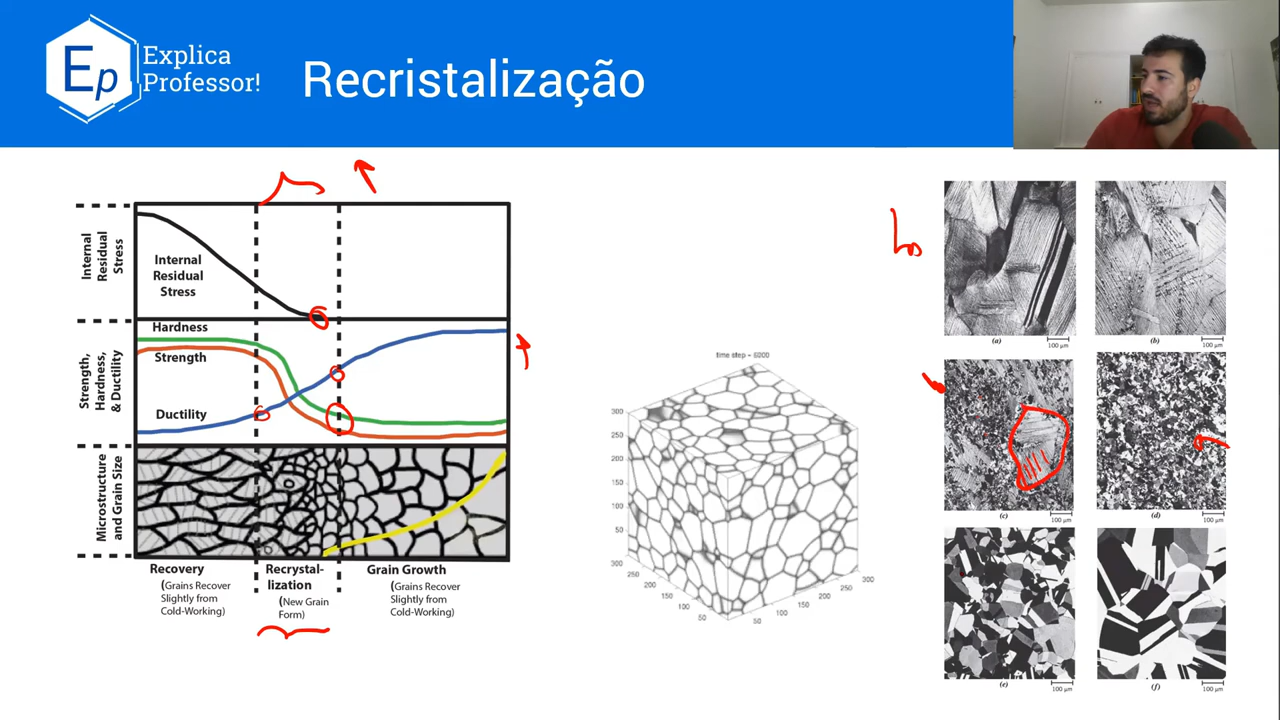 Ep
Explica
Professor!
Recristalização
Internal
Residual
Stress
Internal
Residual
Stress
Strength,
Hardness,
& Ductility
Hardness
Strength
Ductility
Microstructure
and Grain Size
Recovery
(Grains Recover
Slightly from
Cold-Working)
Recrystal-
lization
(New Grain
Form)
Grain Growth
(Grains Recover
Slightly from
Cold-Working)
time step = 6000
300
250
200
150
100
50
300
250
200
150
100
50
50
100
150
200
300
(a)
100 μm
(b)
100 μm
(c)
100 μm
(d)
100 μm
(e)
100 μm
(f)
100 μm